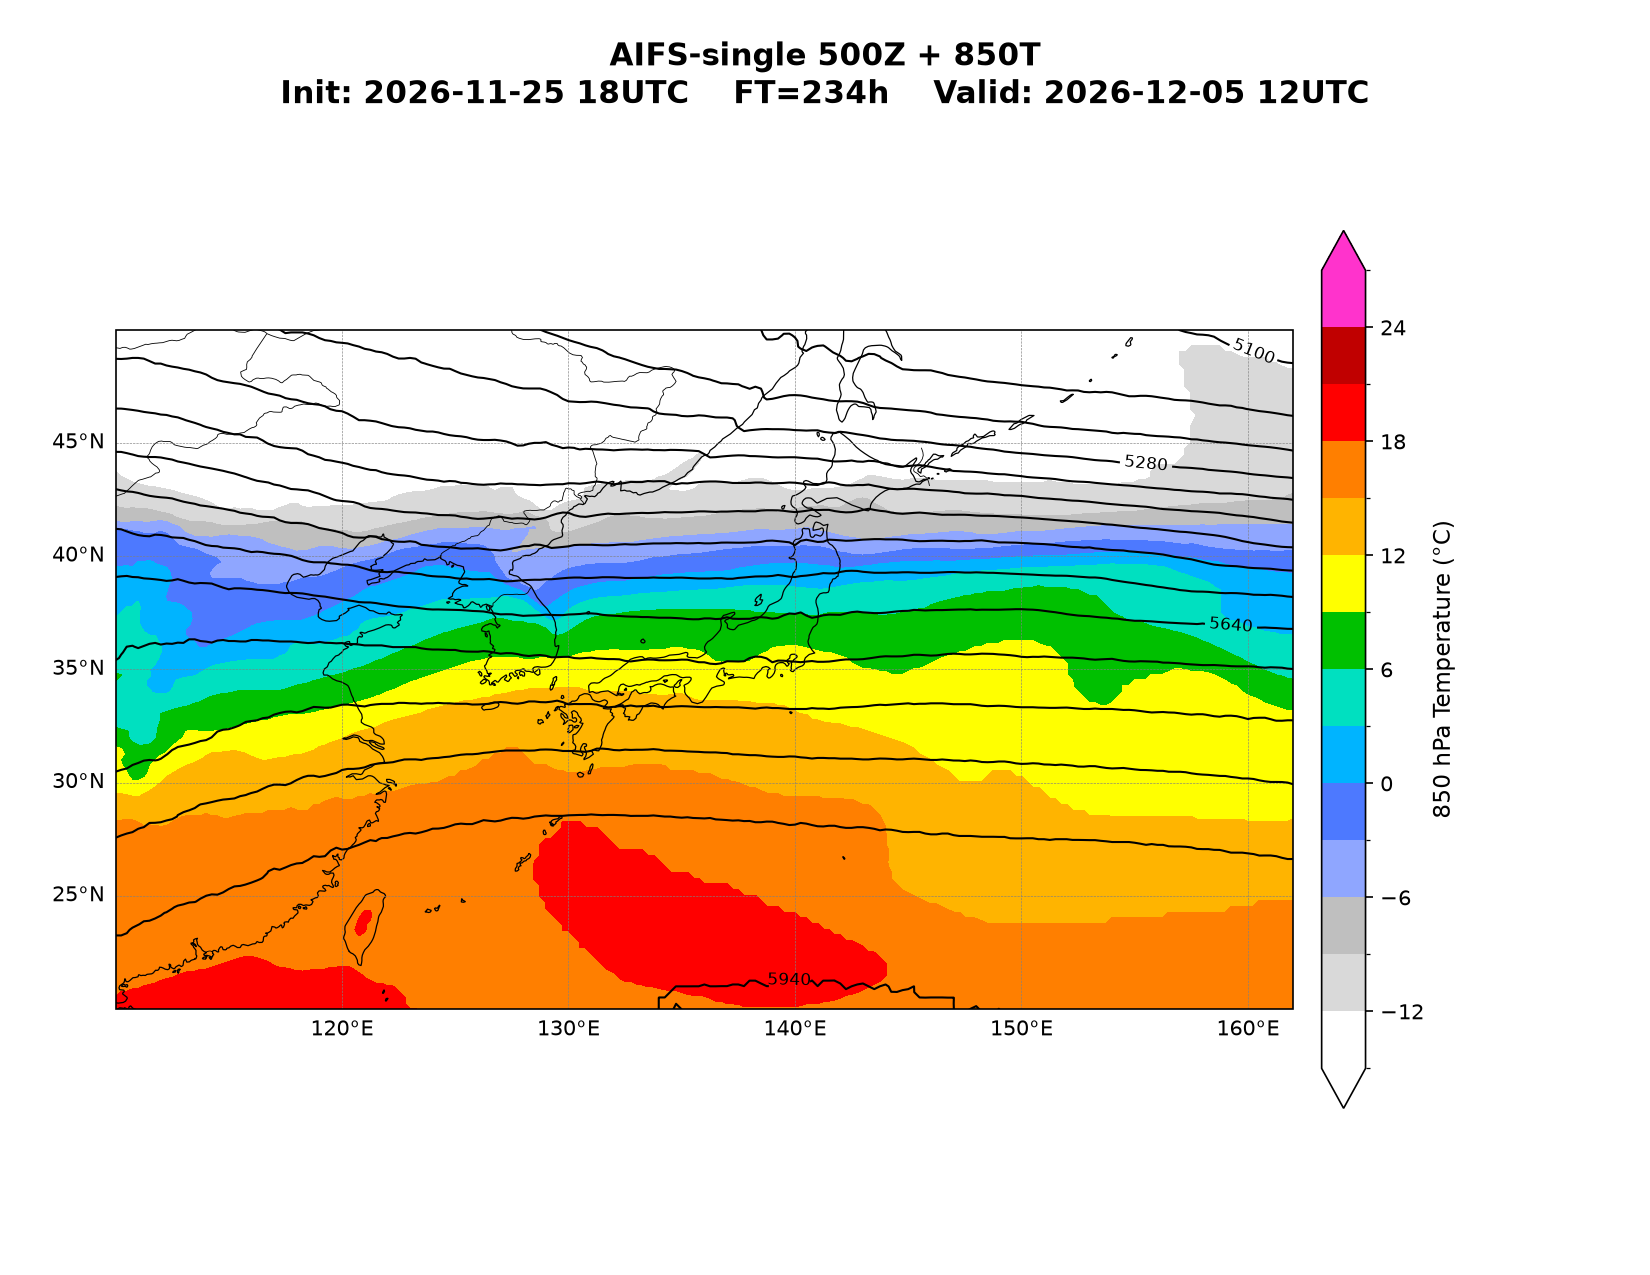 AIFS-single 500Z + 850T
Init: 2026-11-25 18UTC    FT=234h    Valid: 2026-12-05 12UTC
5100
5280
5640
5940
45°N
40°N
35°N
30°N
25°N
120°E
130°E
140°E
150°E
160°E
24
18
12
6
0
−6
−12
850 hPa Temperature (°C)